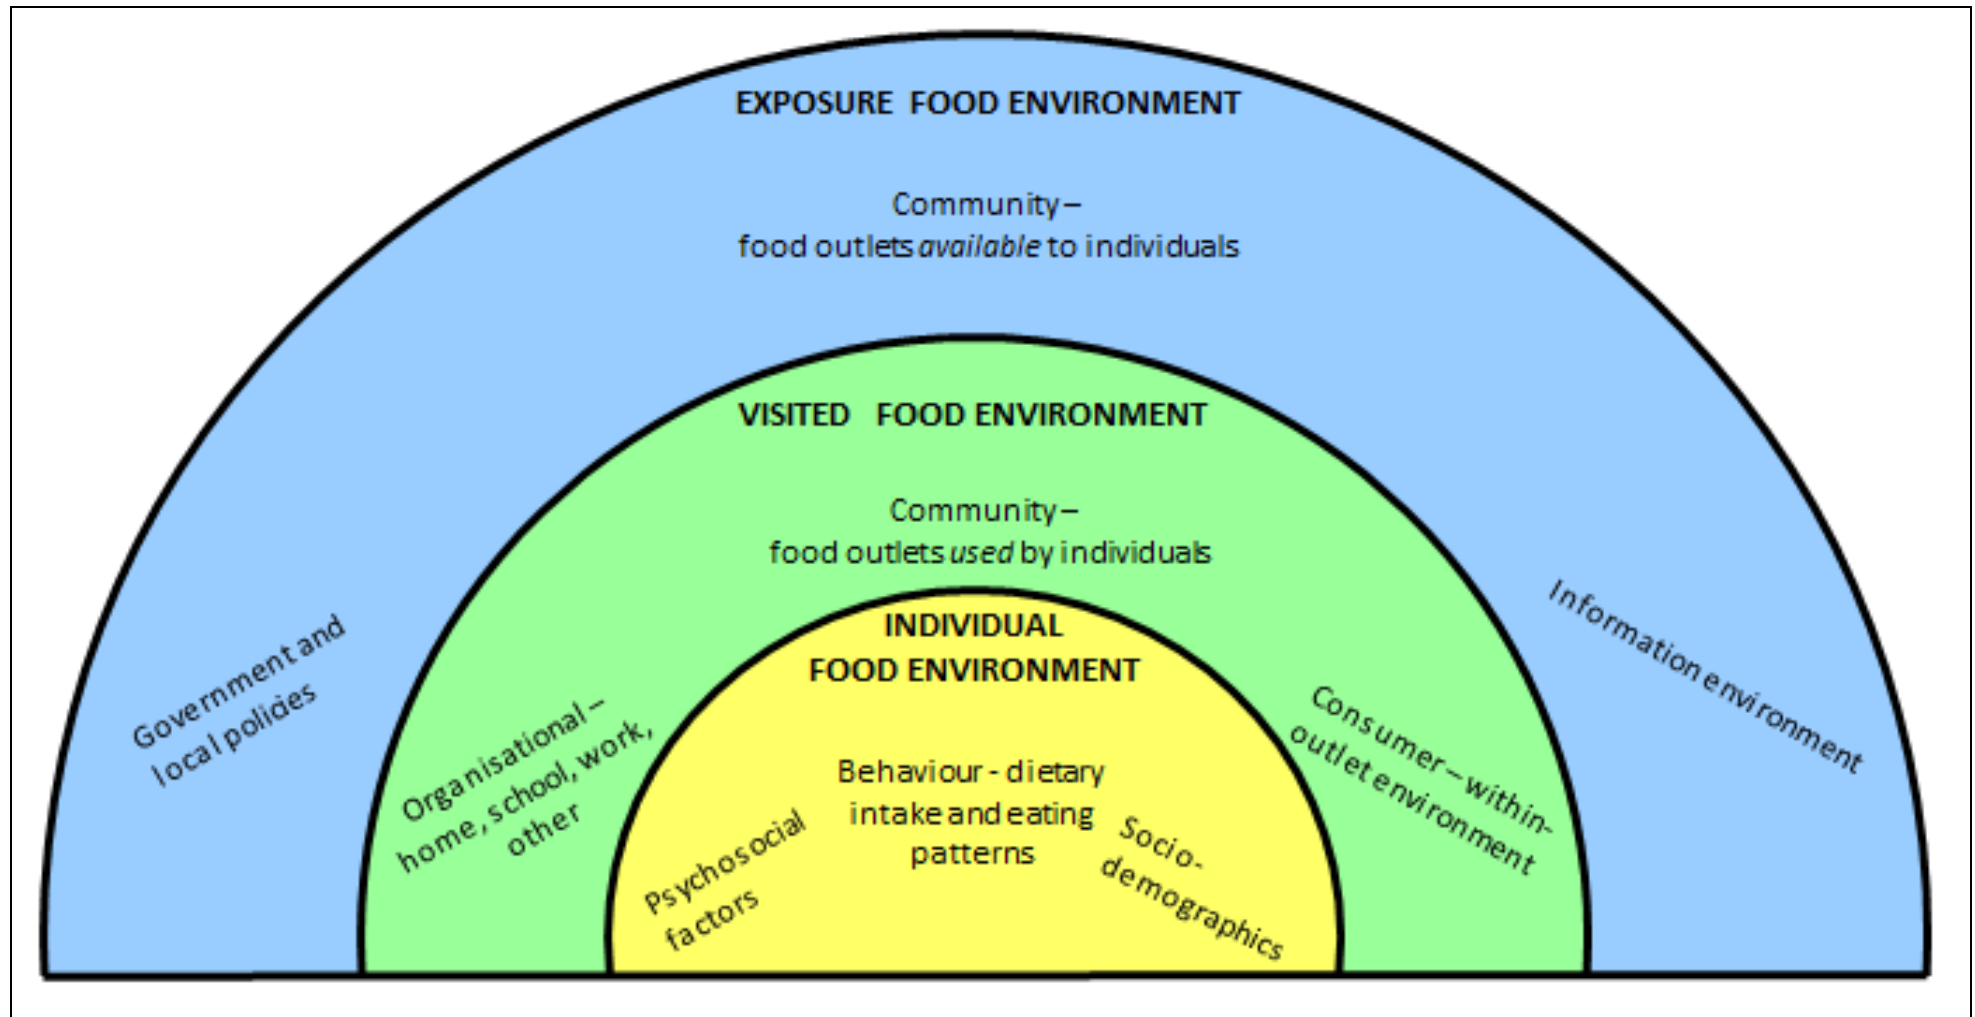 EXPOSURE FOOD ENVIRONMENT
Community –
food outlets available to individuals
Government and
local policies
Information environment
VISITED FOOD ENVIRONMENT
Community –
food outlets used by individuals
Organisational –
home, school, work,
other
Consumer – within-
outlet environment
INDIVIDUAL
FOOD ENVIRONMENT
Behaviour - dietary
intake and eating
patterns
Psychosocial
factors
Socio-
demographics